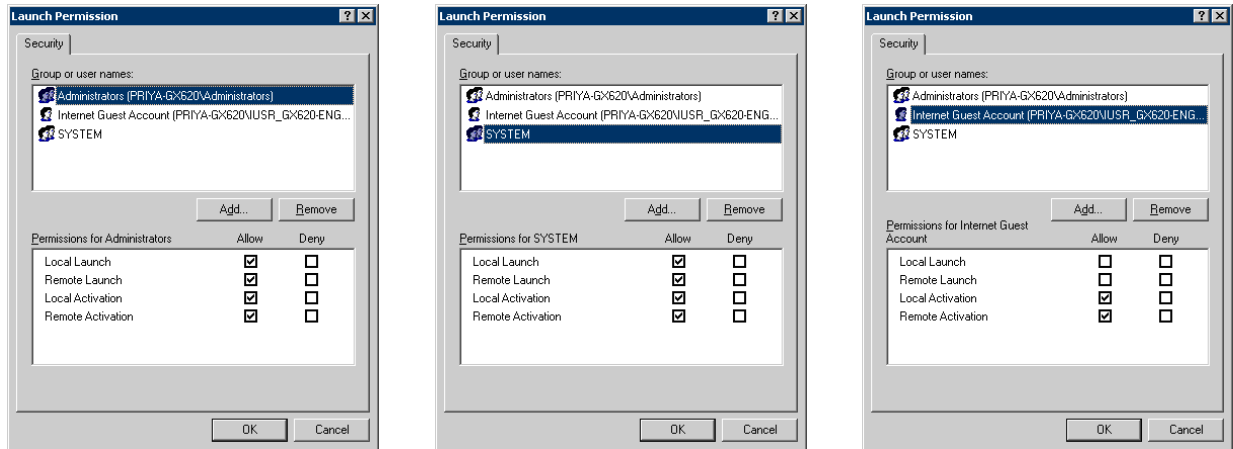 Launch Permission
Security
Group or user names:
Administrators (PRIYA-GX620\Administrators)
Internet Guest Account (PRIYA-GX620\IUSR_GX620-ENG...
SYSTEM
Add...
Remove
Permissions for Administrators Allow Deny
Local Launch
Remote Launch
Local Activation
Remote Activation
OK
Cancel
Launch Permission
Security
Group or user names:
Administrators (PRIYA-GX620\Administrators)
Internet Guest Account (PRIYA-GX620\IUSR_GX620-ENG...
SYSTEM
Add...
Remove
Permissions for SYSTEM Allow Deny
Local Launch
Remote Launch
Local Activation
Remote Activation
OK
Cancel
Launch Permission
Security
Group or user names:
Administrators (PRIYA-GX620\Administrators)
Internet Guest Account (PRIYA-GX620\IUSR_GX620-ENG...
SYSTEM
Add...
Remove
Permissions for Internet Guest
Account Allow Deny
Local Launch
Remote Launch
Local Activation
Remote Activation
OK
Cancel